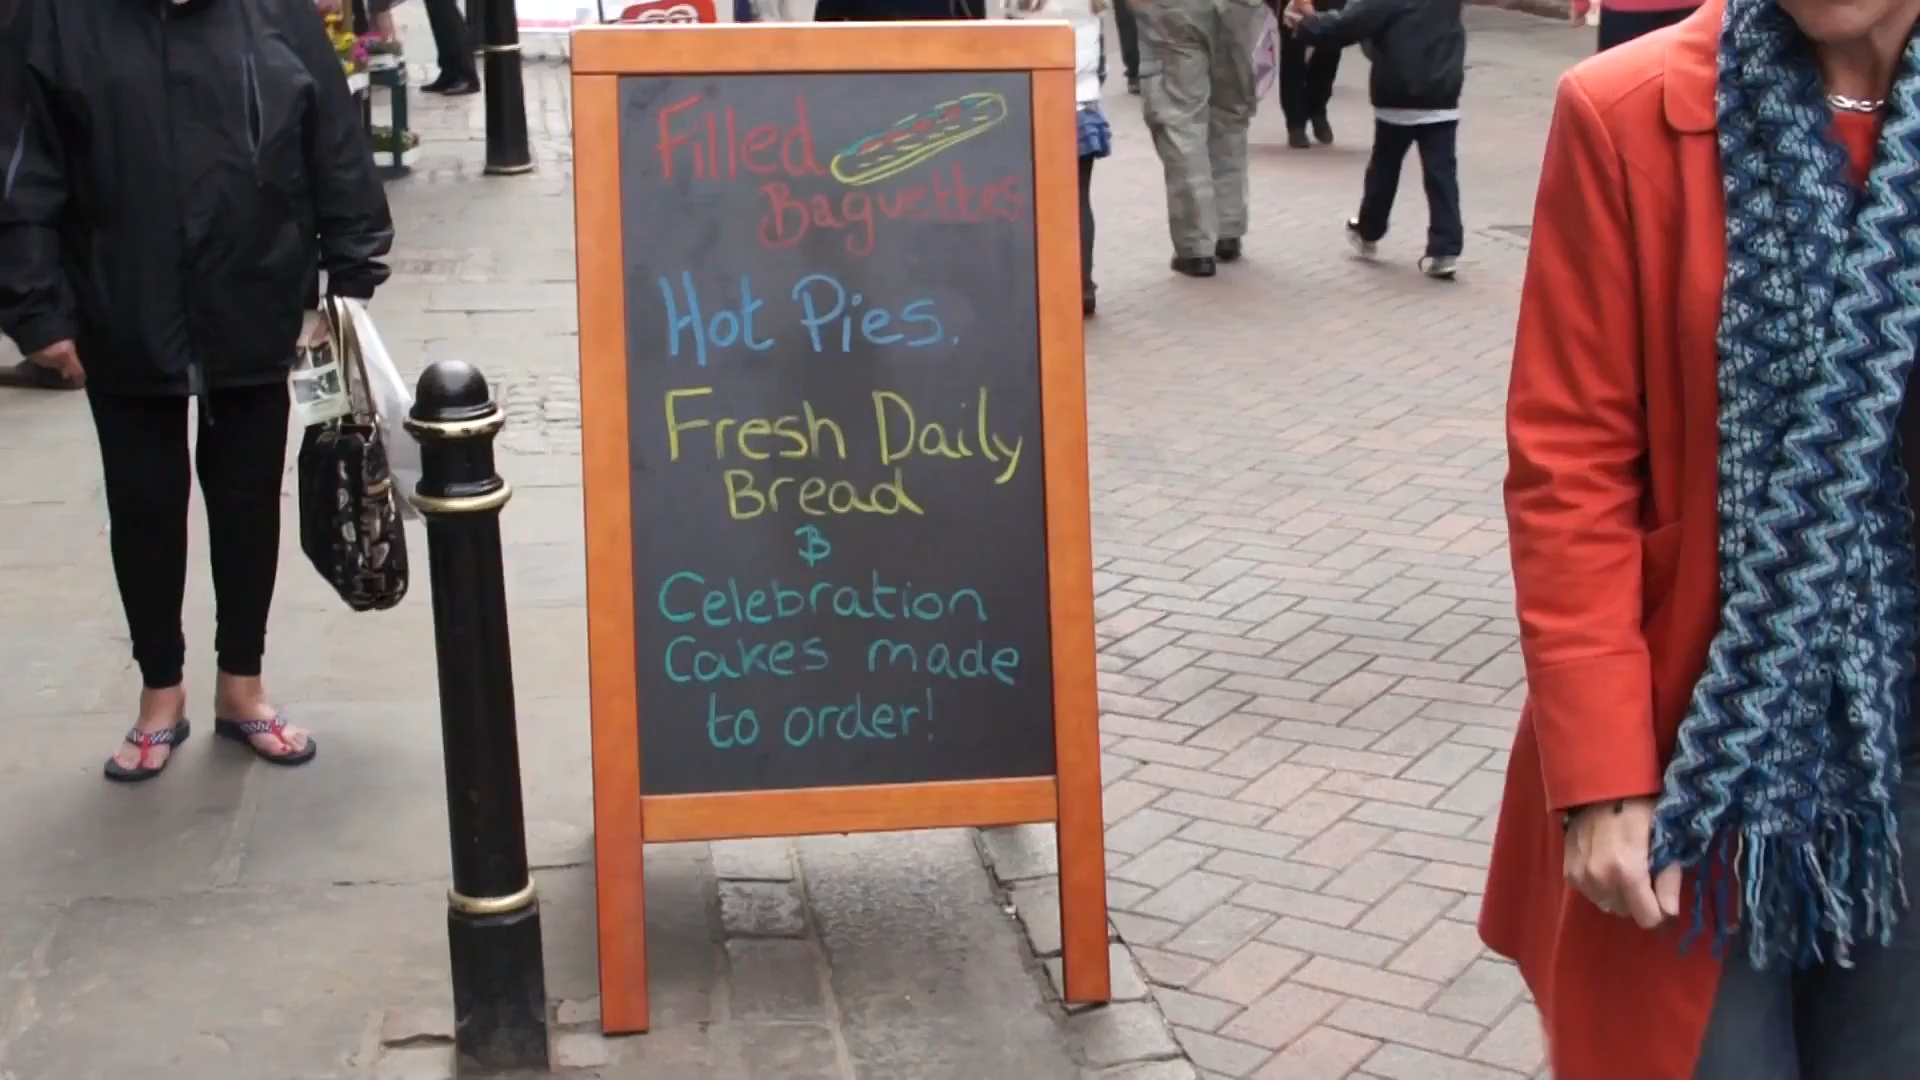 Filled
Baguettes
Hot Pies.
Fresh Daily
Bread
&
Celebration
Cakes made
to order!